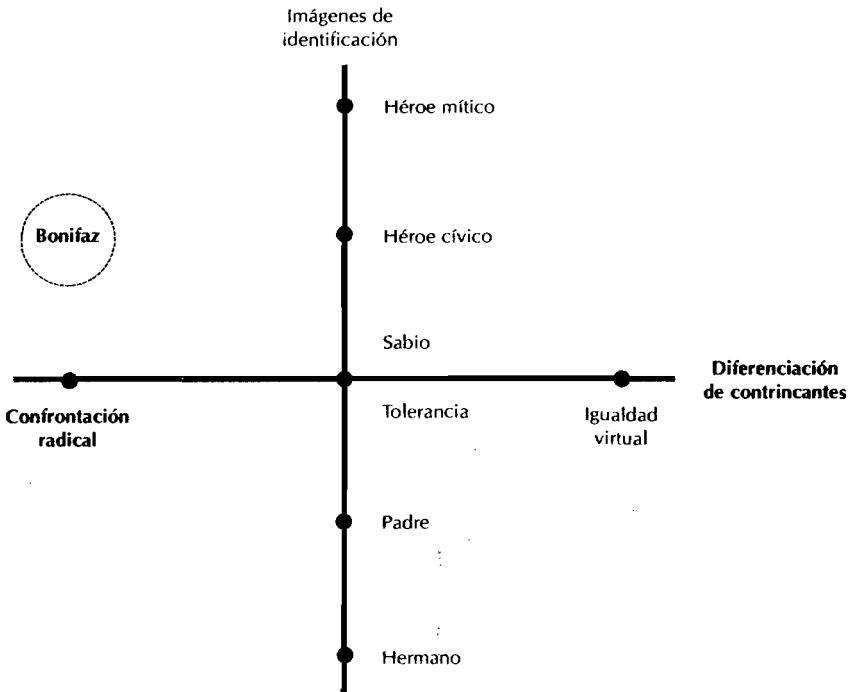 Imágenes de
identificación
Héroe mítico
Bonifaz
Héroe cívico
Sabio
Diferenciación
de contrincantes
Confrontación
radical
Tolerancia
Igualdad
virtual
Padre
Hermano